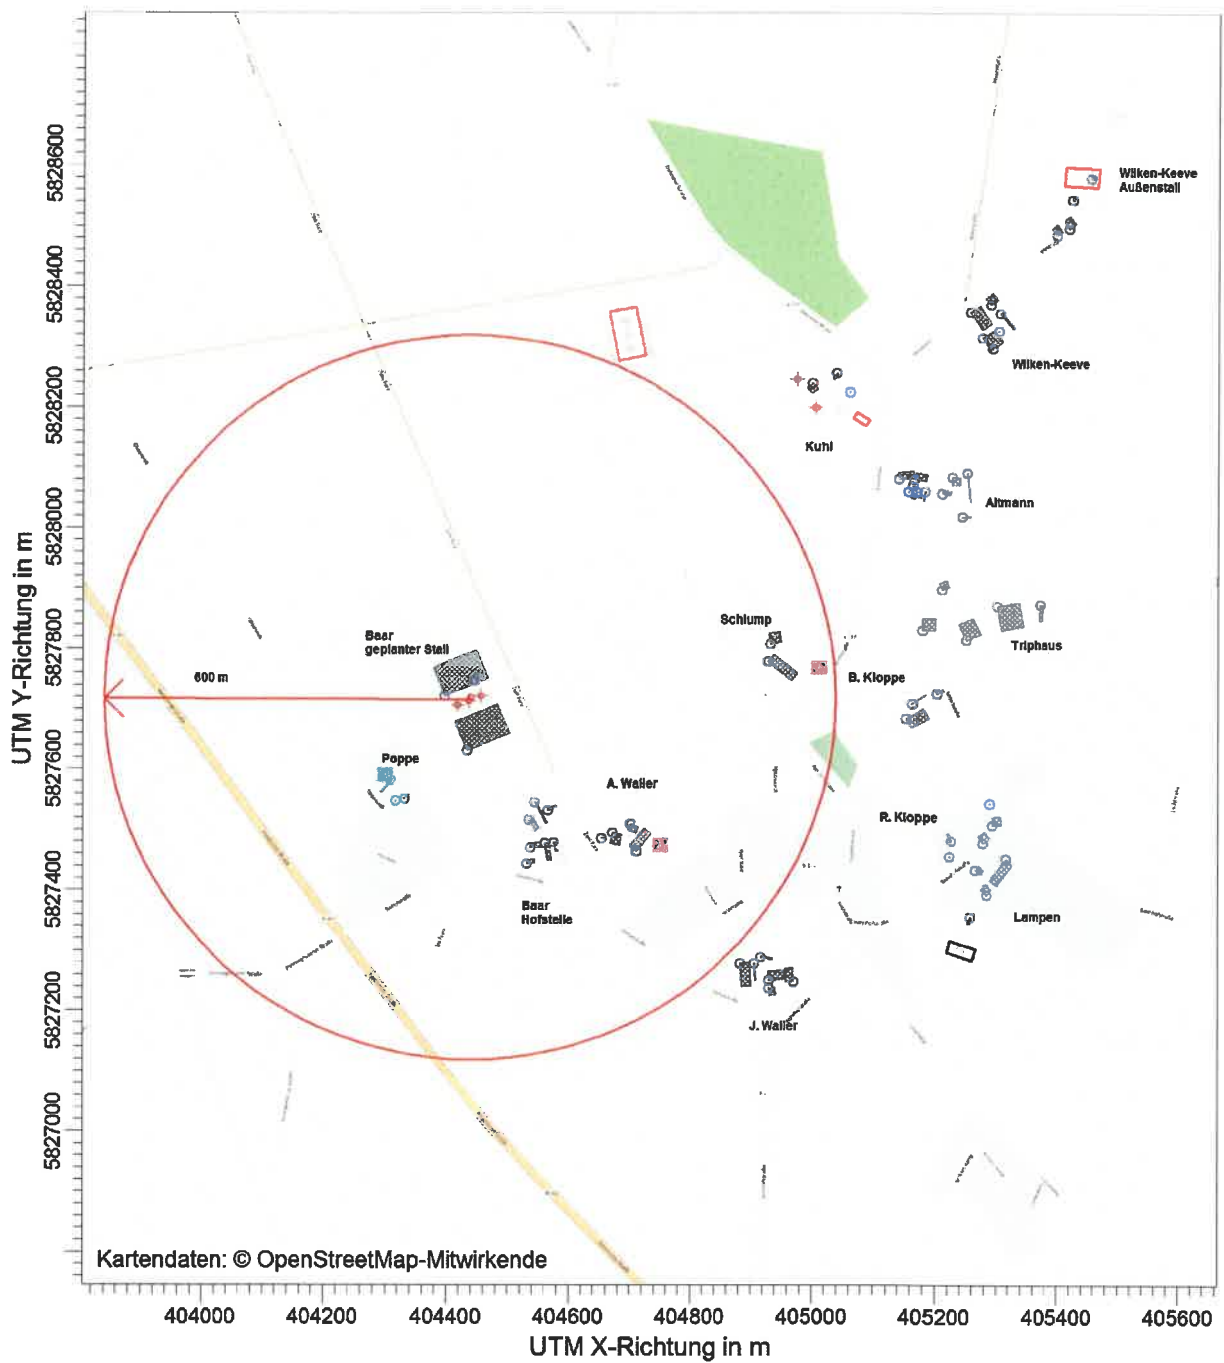 Wilken-Keeve
Außenstall
Wilken-Keeve
Kuhl
Altmann
Schlump
Triphaus
Baar
geplanter Stall
600 m
B. Kloppe
Poppe
A. Waller
R. Kloppe
Baar
Hofstelle
Lampen
J. Waller
Kartendaten: © OpenStreetMap-Mitwirkende
UTM Y-Richtung in m
5828600
5828400
5828200
5828000
5827800
5827600
5827400
5827200
5827000
404000 404200 404400 404600 404800 405000 405200 405400 405600
UTM X-Richtung in m